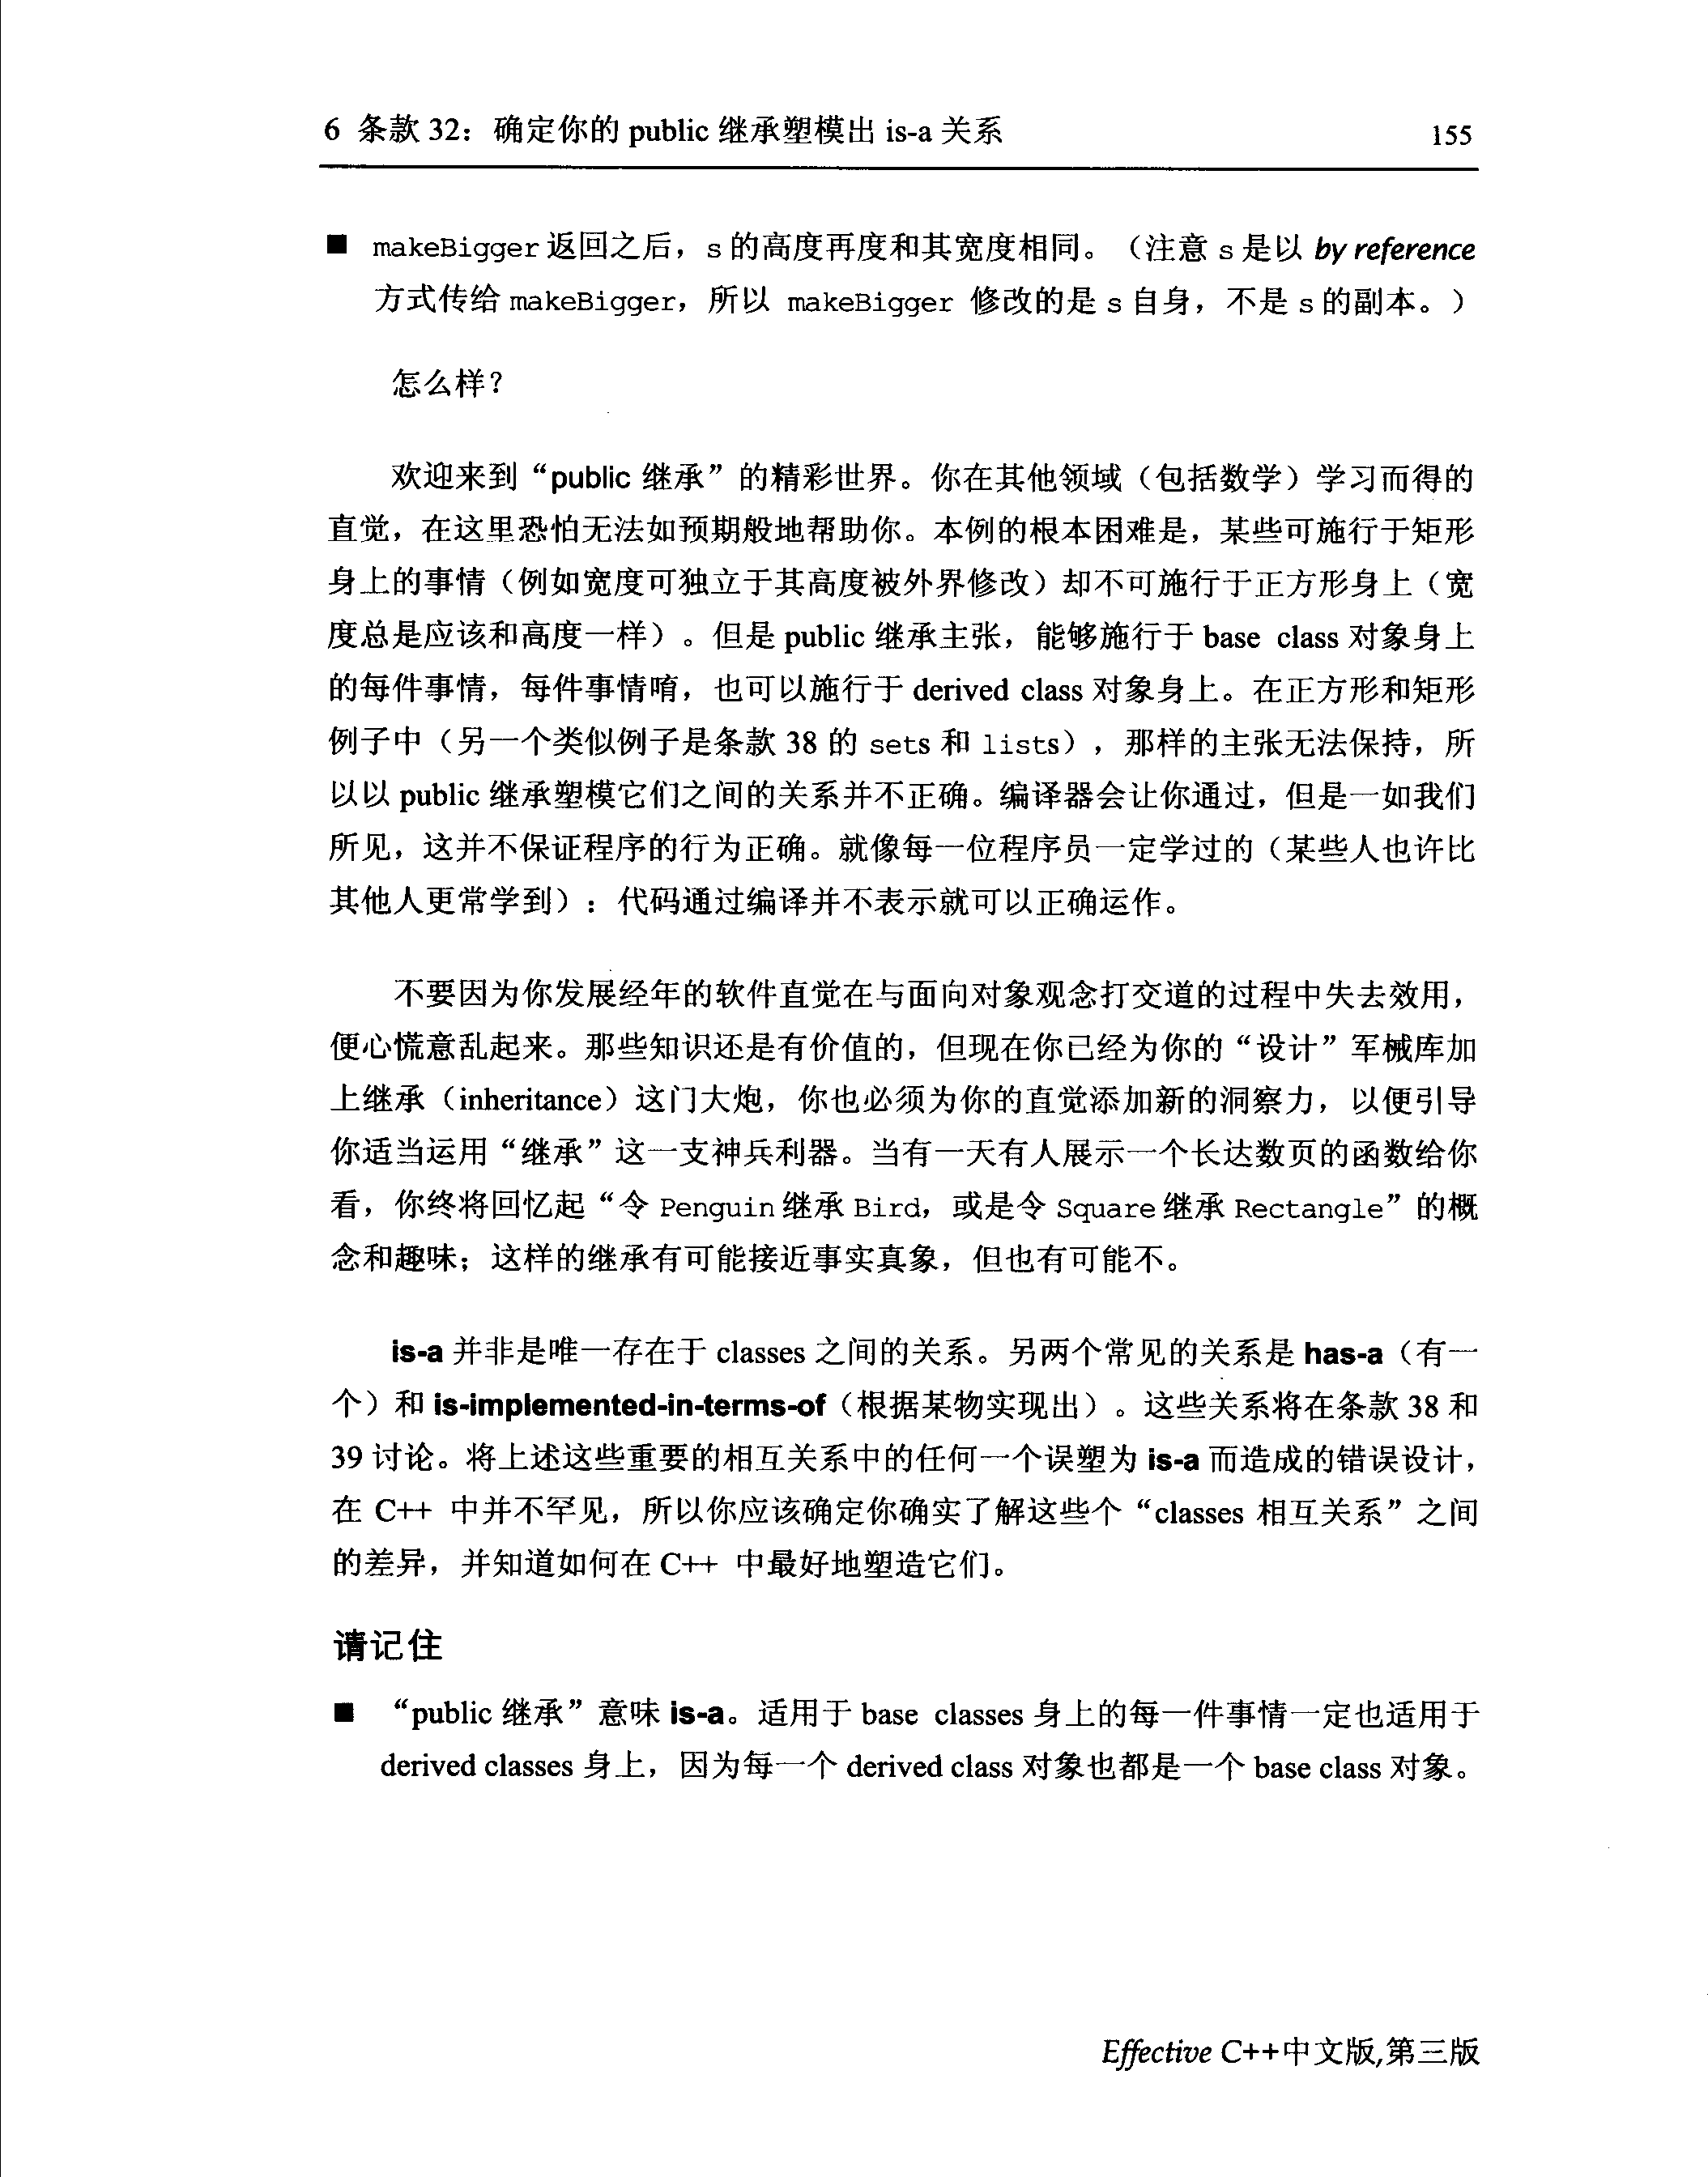 6 条款 32：确定你的 public 继承塑模出 is-a 关系 155
■ makeBigger 返回之后，s 的高度再度和其宽度相同。（注意 s 是以 by reference
方式传给 makeBigger，所以 makeBigger 修改的是 s 自身，不是 s 的副本。）
怎么样？
欢迎来到“public 继承”的精彩世界。你在其他领域（包括数学）学习而得的
直觉，在这里恐怕无法如预期般地帮助你。本例的根本困难是，某些可施行于矩形
身上的事情（例如宽度可独立于其高度被外界修改）却不可施行于正方形身上（宽
度总是应该和高度一样）。但是 public 继承主张，能够施行于 base class 对象身上
的每件事情，每件事情唷，也可以施行于 derived class 对象身上。在正方形和矩形
例子中（另一个类似例子是条款 38 的 sets 和 lists），那样的主张无法保持，所
以以 public 继承塑模它们之间的关系并不正确。编译器会让你通过，但是一如我们
所见，这并不保证程序的行为正确。就像每一位程序员一定学过的（某些人也许比
其他人更常学到）：代码通过编译并不表示就可以正确运作。
不要因为你发展经年的软件直觉在与面向对象观念打交道的过程中失去效用，
便心慌意乱起来。那些知识还是有价值的，但现在你已经为你的“设计”军械库加
上继承（inheritance）这门大炮，你也必须为你的直觉添加新的洞察力，以便引导
你适当运用“继承”这一支神兵利器。当有一天有人展示一个长达数页的函数给你
看，你终将回忆起“令 Penguin 继承 Bird，或是令 Square 继承 Rectangle”的概
念和趣味；这样的继承有可能接近事实真象，但也有可能不。
is-a 并非是唯一存在于 classes 之间的关系。另两个常见的关系是 has-a（有一
个）和 is-implemented-in-terms-of（根据某物实现出）。这些关系将在条款 38 和
39 讨论。将上述这些重要的相互关系中的任何一个误塑为 is-a 而造成的错误设计，
在 C++ 中并不罕见，所以你应该确定你确实了解这些个“classes 相互关系”之间
的差异，并知道如何在 C++ 中最好地塑造它们。
请记住
■ “public 继承”意味 is-a。适用于 base classes 身上的每一件事情一定也适用于
derived classes 身上，因为每一个 derived class 对象也都是一个 base class 对象。
Effective C++中文版,第三版